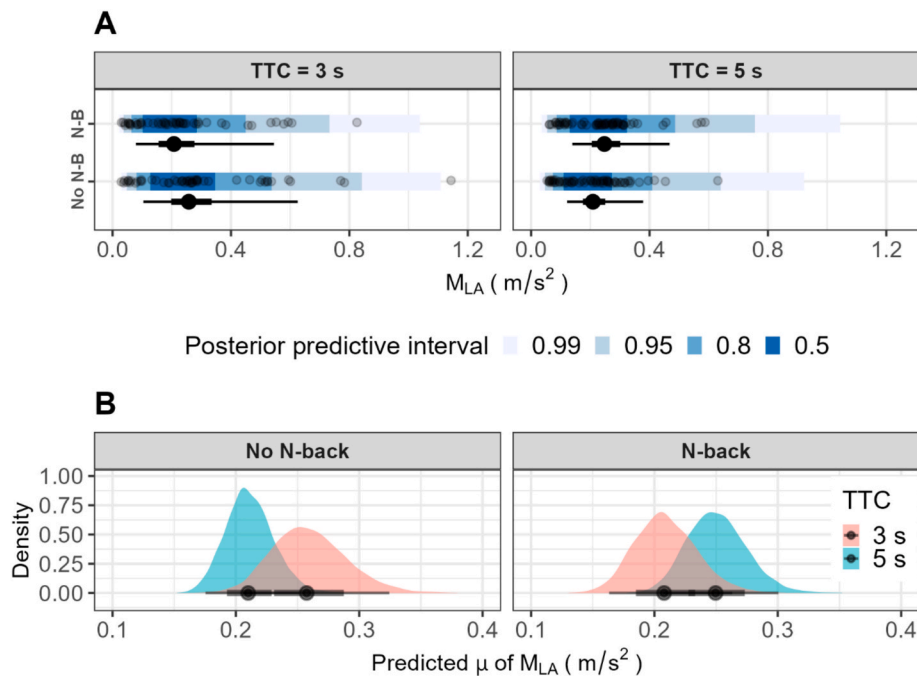 A
TTC = 3 s
TTC = 5 s
N-B
No N-B
0.0 0.4 0.8 1.2
0.0 0.4 0.8 1.2
M_LA ( m/s² )
Posterior predictive interval 0.99 0.95 0.8 0.5
B
No N-back
N-back
1.00
0.75
0.50
0.25
0.00
Density
TTC
3 s
5 s
0.1 0.2 0.3 0.4
0.1 0.2 0.3 0.4
Predicted μ of M_LA ( m/s² )